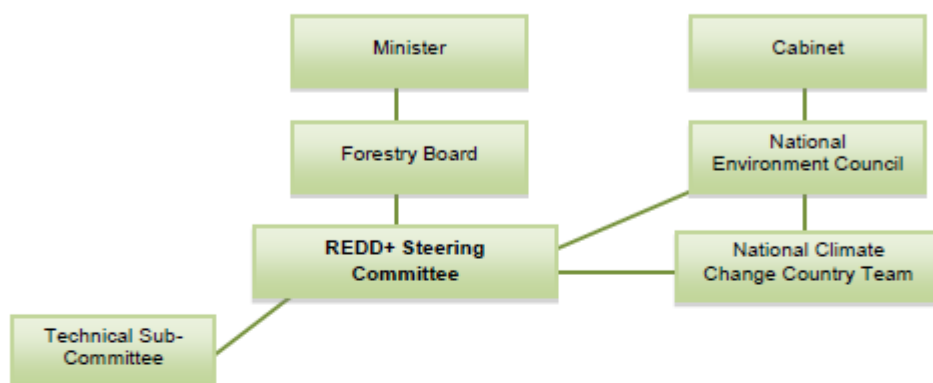 Minister
Cabinet
Forestry Board
National
Environment Council
REDD+ Steering
Committee
National Climate
Change Country Team
Technical Sub-
Committee